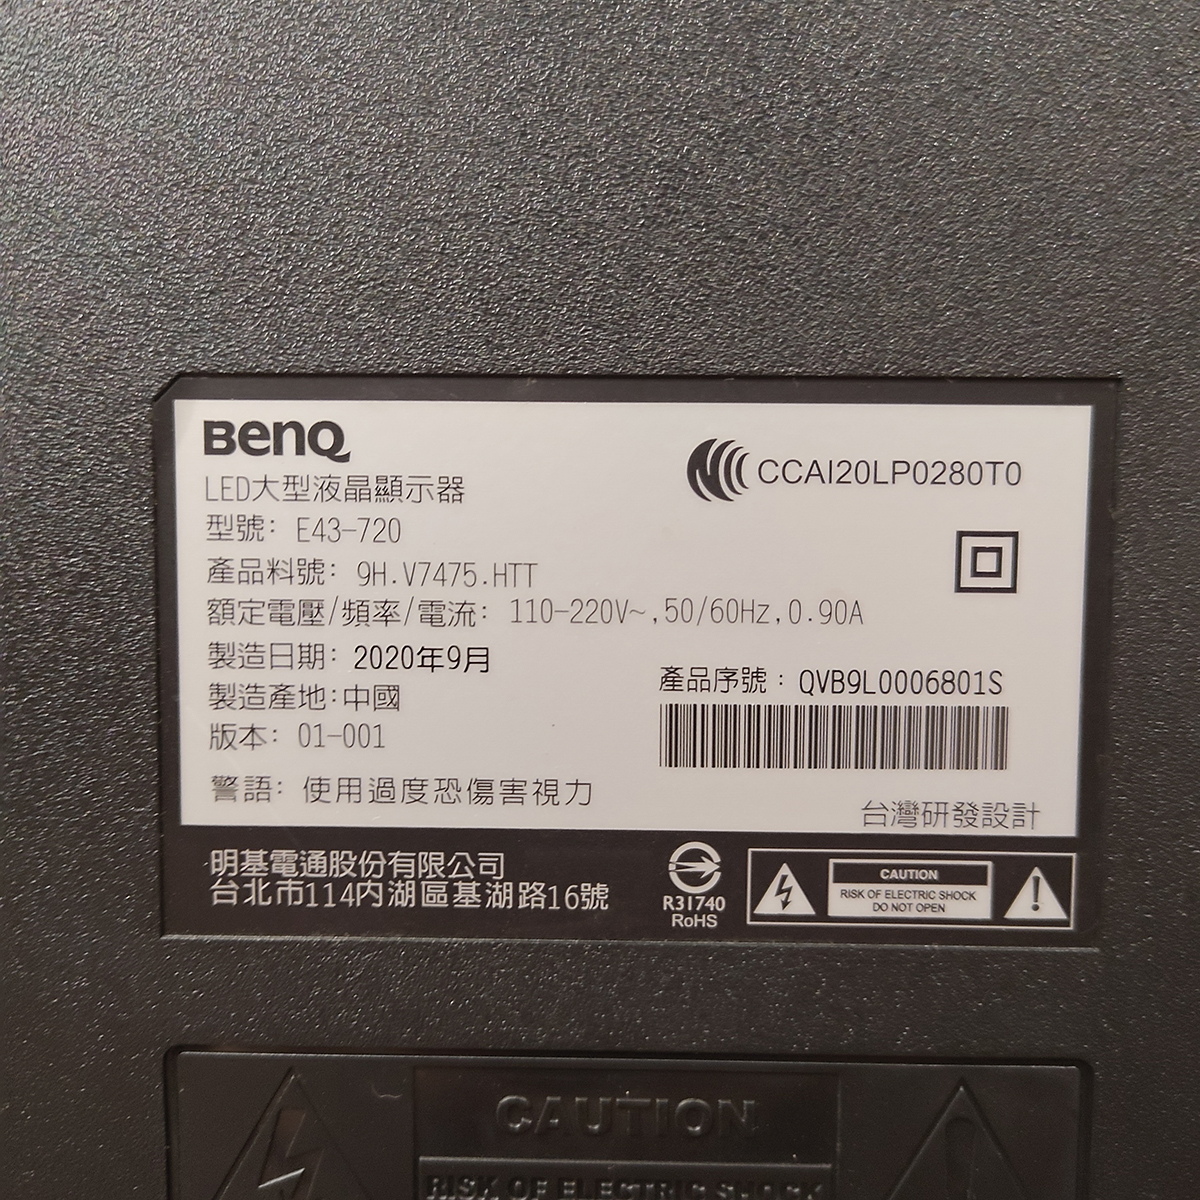 BenQ
LED大型液晶顯示器
型號: E43-720
產品料號: 9H.V7475.HTT
額定電壓/頻率/電流: 110-220V~,50/60Hz,0.90A
製造日期: 2020年9月
製造產地:中國
版本: 01-001
警語: 使用過度恐傷害視力
CCAI20LP0280T0
產品序號: QVB9L0006801S
台灣研發設計
明基電通股份有限公司
台北市114內湖區基湖路16號
R31740
RoHS
CAUTION
RISK OF ELECTRIC SHOCK
DO NOT OPEN
CAUTION
RISK OF ELECTRIC SHOCK